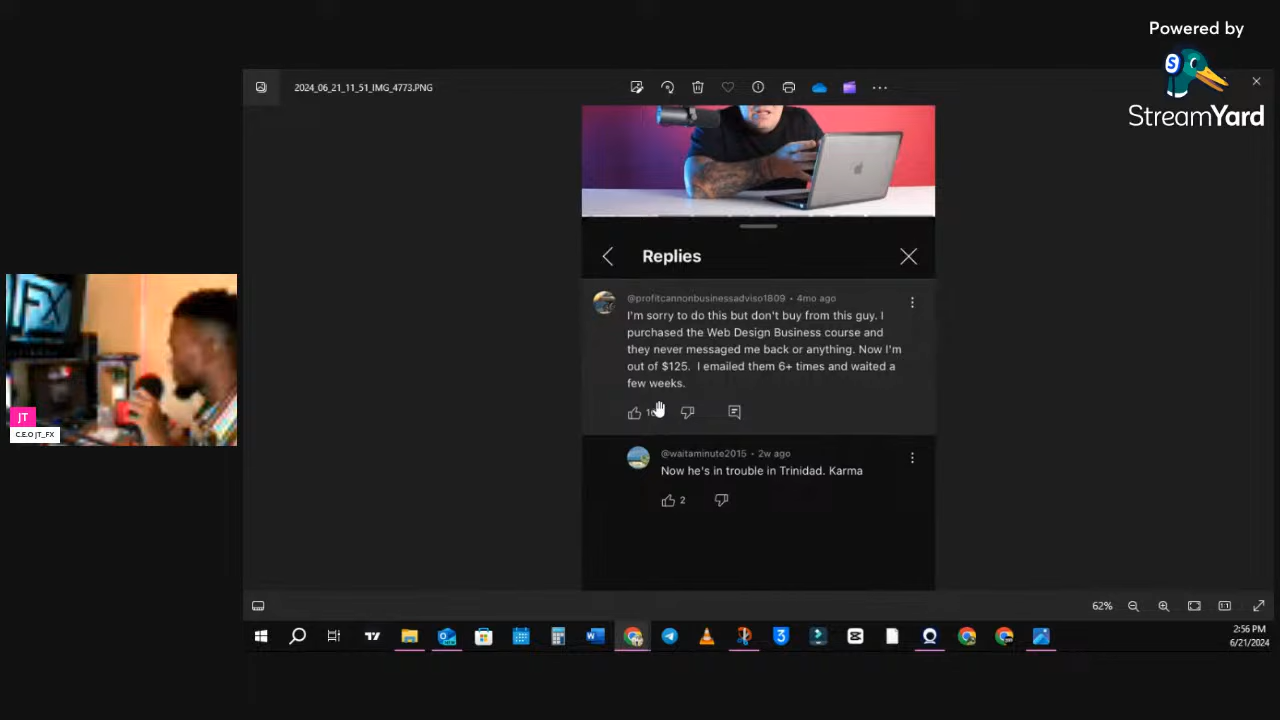 Powered by
StreamYard
2024_06_21_11_51_IMG_4773.PNG
Replies
@profitcannonbusinessadviso1809 • 4mo ago
I'm sorry to do this but don't buy from this guy. I
purchased the Web Design Business course and
they never messaged me back or anything. Now I'm
out of $125. I emailed them 6+ times and waited a
few weeks.
@waitaminute2015 • 2w ago
Now he's in trouble in Trinidad. Karma
2
FX
JT
C.E.O JT_FX
62%
2:56 PM
6/21/2024